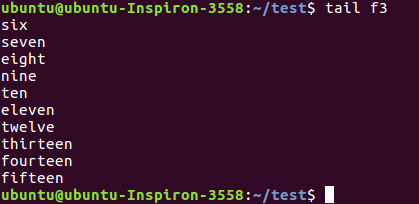 ubuntu@ubuntu-Inspiron-3558:~/test$ tail f3
six
seven
eight
nine
ten
eleven
twelve
thirteen
fourteen
fifteen
ubuntu@ubuntu-Inspiron-3558:~/test$